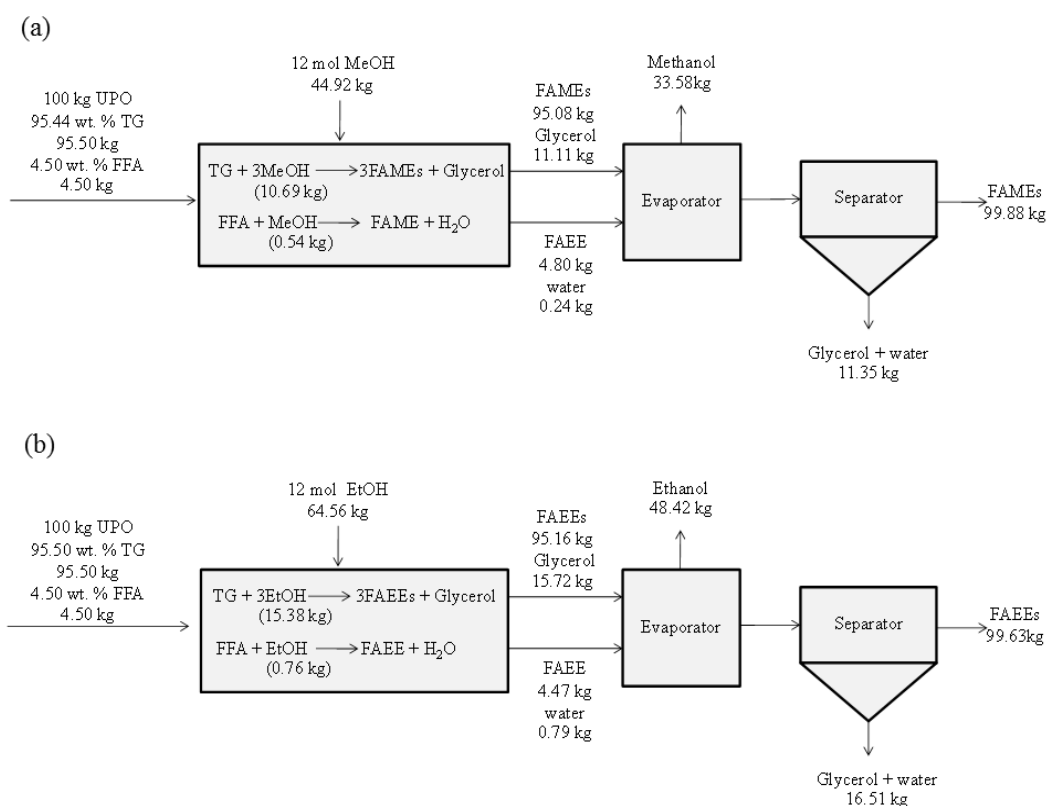 (a)
12 mol MeOH
44.92 kg
100 kg UPO
95.44 wt. % TG
95.50 kg
4.50 wt. % FFA
4.50 kg
TG + 3MeOH → 3FAMEs + Glycerol
(10.69 kg)
FFA + MeOH → FAME + H₂O
(0.54 kg)
FAMEs
95.08 kg
Glycerol
11.11 kg
FAEE
4.80 kg
water
0.24 kg
Methanol
33.58kg
Evaporator
Separator
FAMEs
99.88 kg
Glycerol + water
11.35 kg
(b)
12 mol EtOH
64.56 kg
100 kg UPO
95.50 wt. % TG
95.50 kg
4.50 wt. % FFA
4.50 kg
TG + 3EtOH → 3FAEEs + Glycerol
(15.38 kg)
FFA + EtOH → FAEE + H₂O
(0.76 kg)
FAEEs
95.16 kg
Glycerol
15.72 kg
FAEE
4.47 kg
water
0.79 kg
Ethanol
48.42 kg
Evaporator
Separator
FAEEs
99.63kg
Glycerol + water
16.51 kg